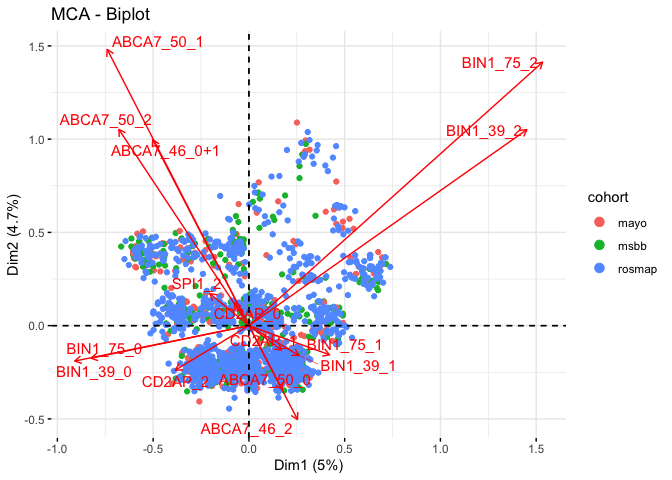 MCA - Biplot
ABCA7_50_1
BIN1_75_2
ABCA7_50_2
BIN1_39_2
ABCA7_46_0+1
SPI1_2
CD2AP_0
BIN1_75_0
BIN1_75_1
BIN1_39_0
BIN1_39_1
CD2AP_2
ABCA7_50_0
ABCA7_46_2
1.5
1.0
0.5
0.0
-0.5
-1.0
-0.5
0.0
0.5
1.0
1.5
Dim1 (5%)
Dim2 (4.7%)
cohort
mayo
msbb
rosmap